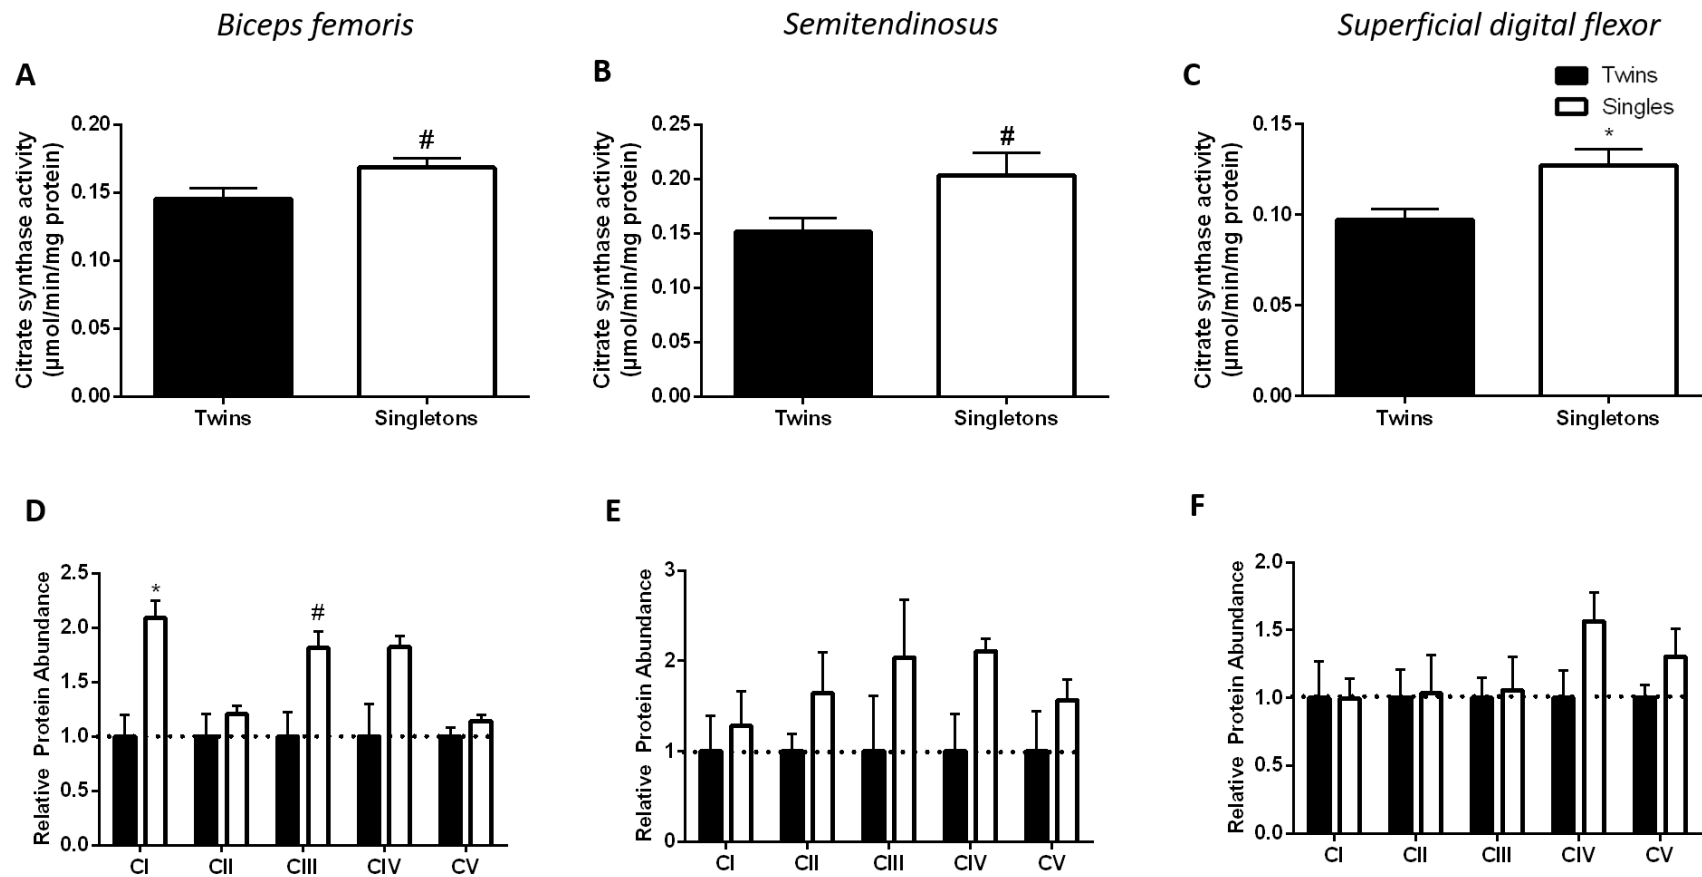 Biceps femoris
Semitendinosus
Superficial digital flexor
A
Citrate synthase activity
(µmol/min/mg protein)
0.20
0.15
0.10
0.05
0.00
#
Twins
Singletons
B
Citrate synthase activity
(µmol/min/mg protein)
0.25
0.20
0.15
0.10
0.05
0.00
#
Twins
Singletons
C
Twins
Singles
Citrate synthase activity
(µmol/min/mg protein)
0.15
0.10
0.05
0.00
*
Twins
Singletons
D
Relative Protein Abundance
2.5
2.0
1.5
1.0
0.5
0.0
*
#
CI
CII
CIII
CIV
CV
E
Relative Protein Abundance
3
2
1
0
CI
CII
CIII
CIV
CV
F
Relative Protein Abundance
2.0
1.5
1.0
0.5
0.0
CI
CII
CIII
CIV
CV